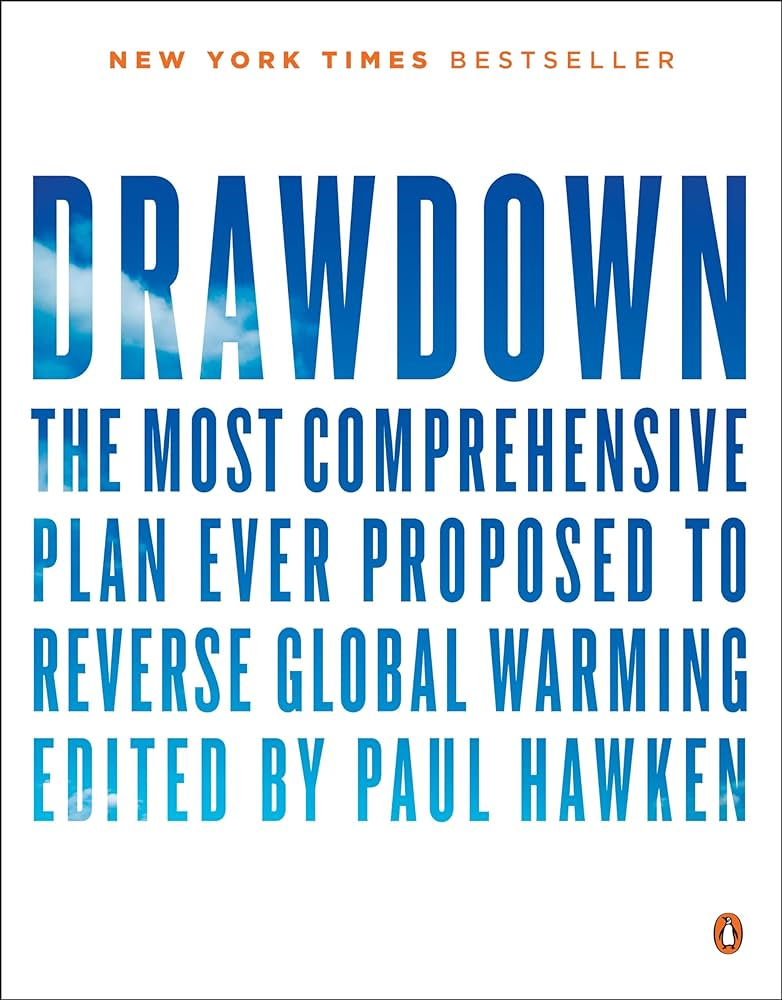 NEW YORK TIMES BESTSELLER
DRAWDOWN
THE MOST COMPREHENSIVE
PLAN EVER PROPOSED TO
REVERSE GLOBAL WARMING
EDITED BY PAUL HAWKEN